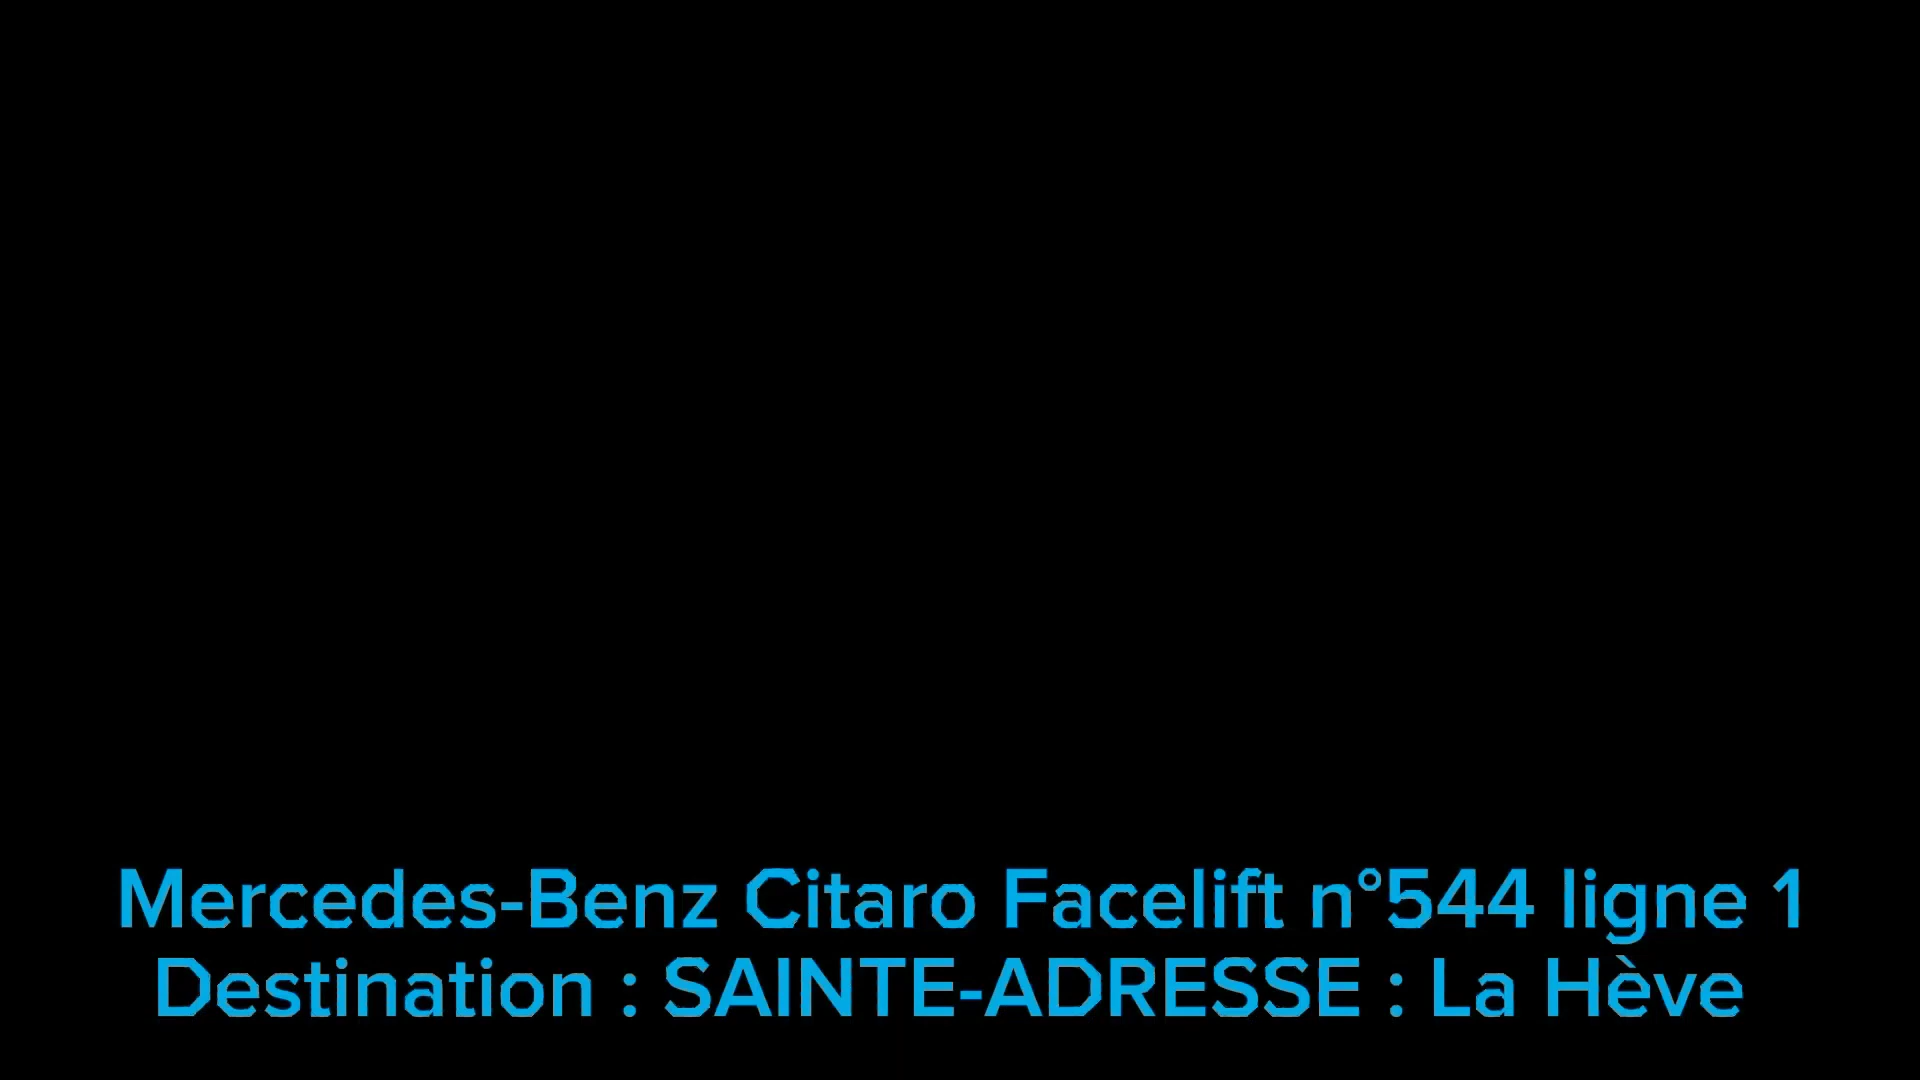 Mercedes-Benz Citaro Facelift n°544 ligne 1
Destination : SAINTE-ADRESSE : La Hève